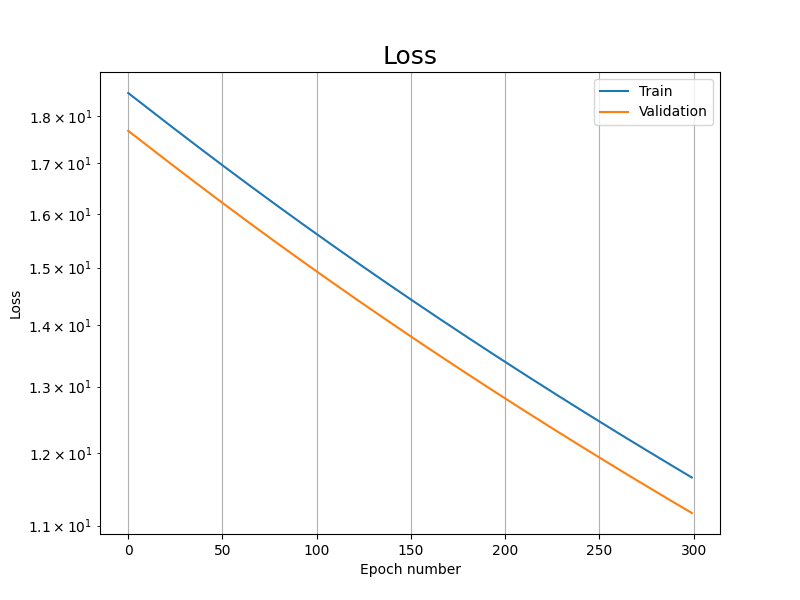 Loss
Train
Validation
Loss
1.8 × 10¹
1.7 × 10¹
1.6 × 10¹
1.5 × 10¹
1.4 × 10¹
1.3 × 10¹
1.2 × 10¹
1.1 × 10¹
0 50 100 150 200 250 300
Epoch number